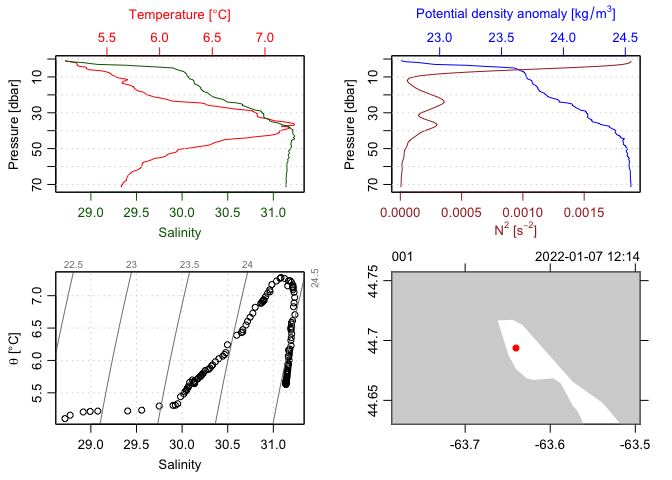 Temperature [°C]
5.5 6.0 6.5 7.0
Pressure [dbar]
10
30
50
70
29.0 29.5 30.0 30.5 31.0
Salinity
Potential density anomaly [kg/m³]
23.0 23.5 24.0 24.5
Pressure [dbar]
10
30
50
70
0.0000 0.0005 0.0010 0.0015
N² [s⁻²]
22.5 23 23.5 24 24.5
θ [°C]
7.0
6.5
6.0
5.5
29.0 29.5 30.0 30.5 31.0
Salinity
001 2022-01-07 12:14
44.75
44.7
44.65
-63.7 -63.6 -63.5